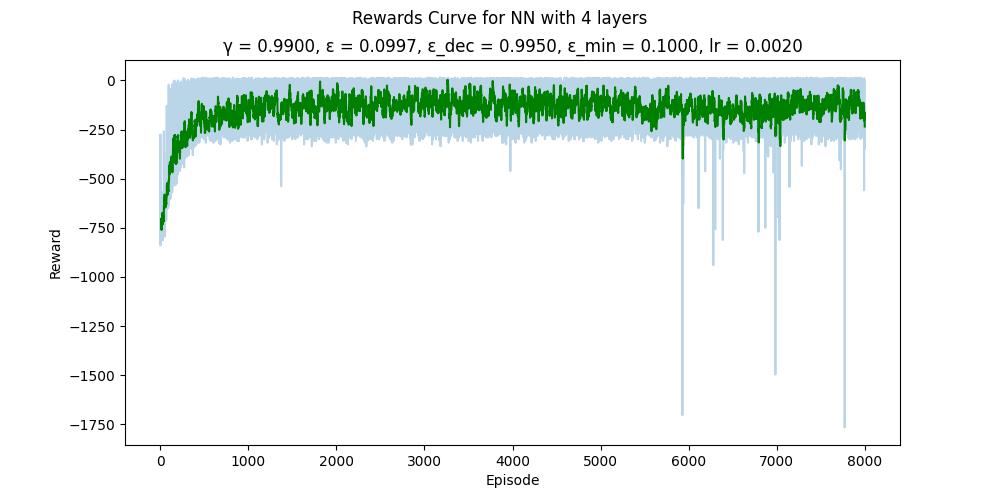 Rewards Curve for NN with 4 layers
γ = 0.9900, ε = 0.0997, ε_dec = 0.9950, ε_min = 0.1000, lr = 0.0020
0
−250
−500
−750
−1000
−1250
−1500
−1750
Reward
0 1000 2000 3000 4000 5000 6000 7000 8000
Episode